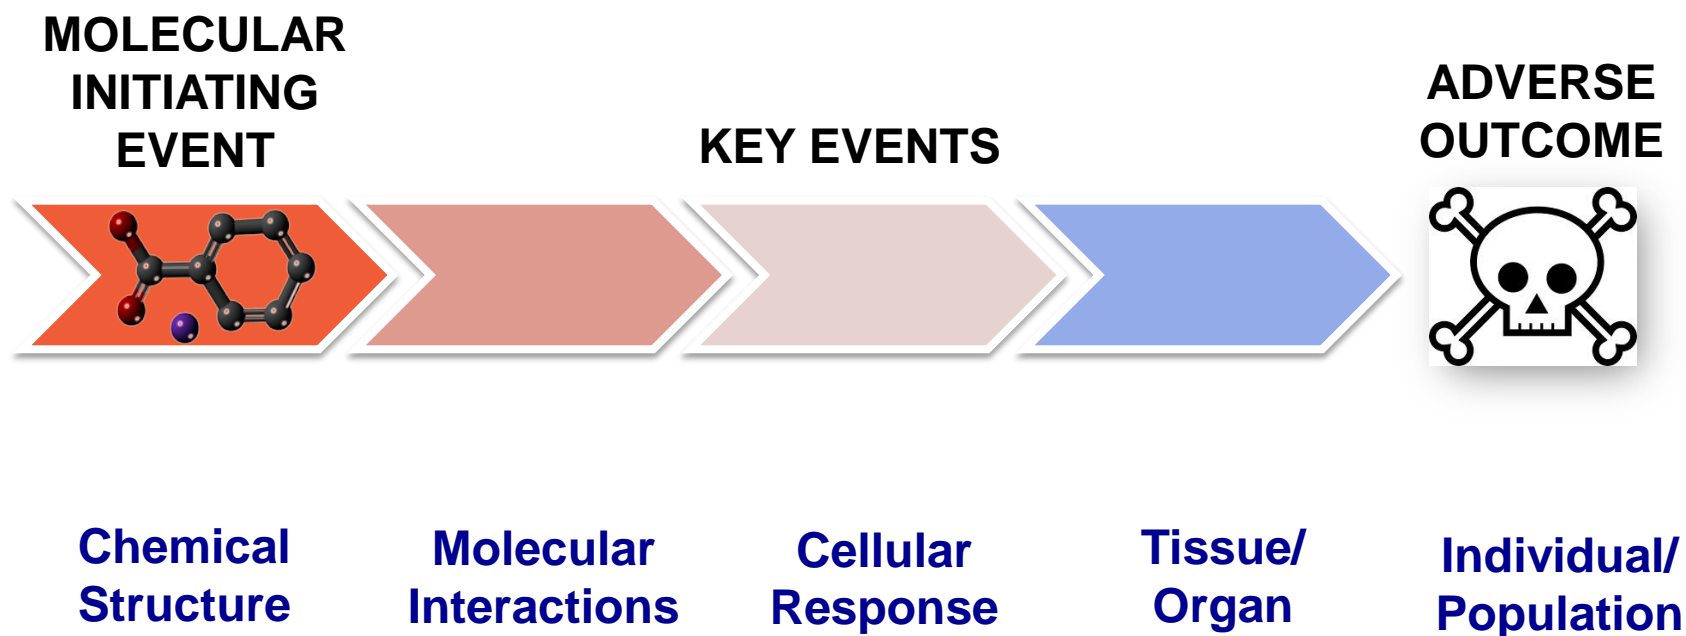 MOLECULAR
INITIATING
EVENT
KEY EVENTS
ADVERSE
OUTCOME
Chemical
Structure
Molecular
Interactions
Cellular
Response
Tissue/
Organ
Individual/
Population